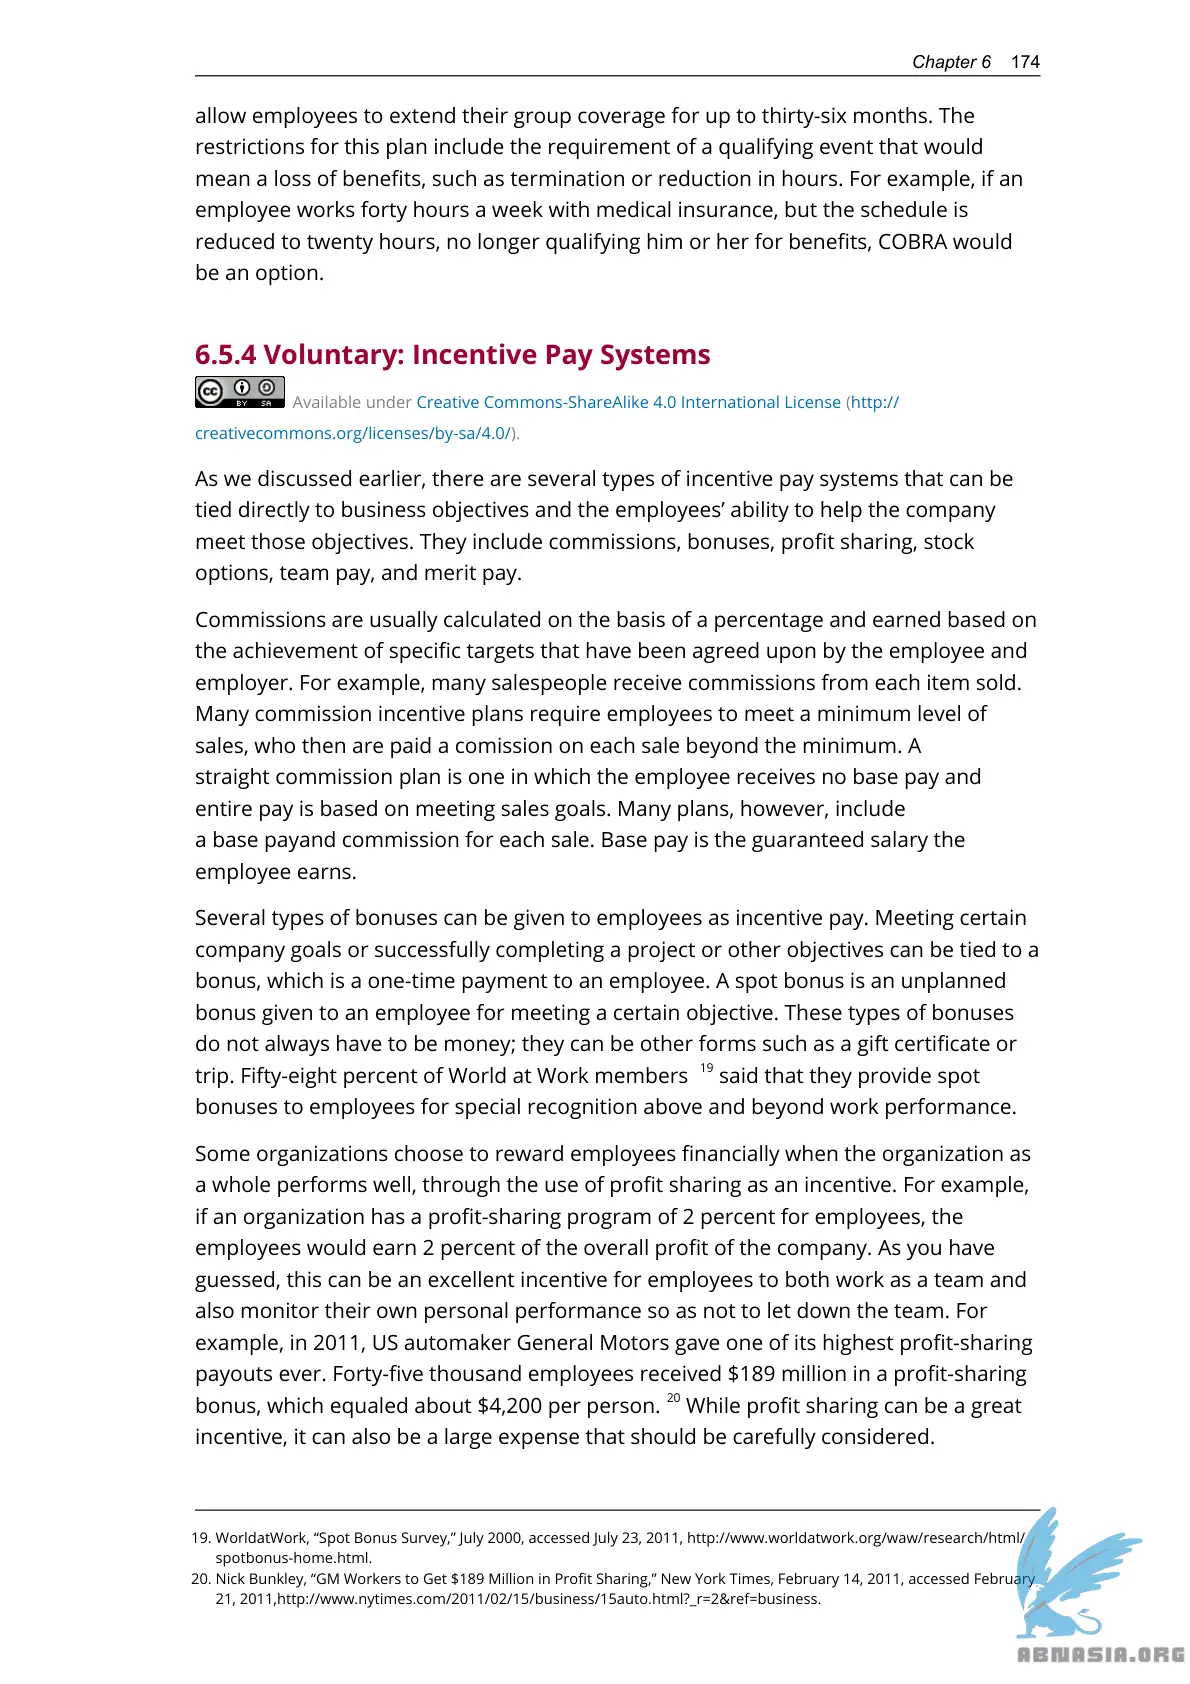 Chapter 6 174
allow employees to extend their group coverage for up to thirty-six months. The
restrictions for this plan include the requirement of a qualifying event that would
mean a loss of benefits, such as termination or reduction in hours. For example, if an
employee works forty hours a week with medical insurance, but the schedule is
reduced to twenty hours, no longer qualifying him or her for benefits, COBRA would
be an option.
6.5.4 Voluntary: Incentive Pay Systems
cc BY SA Available under Creative Commons-ShareAlike 4.0 International License (http://
creativecommons.org/licenses/by-sa/4.0/).
As we discussed earlier, there are several types of incentive pay systems that can be
tied directly to business objectives and the employees’ ability to help the company
meet those objectives. They include commissions, bonuses, profit sharing, stock
options, team pay, and merit pay.
Commissions are usually calculated on the basis of a percentage and earned based on
the achievement of specific targets that have been agreed upon by the employee and
employer. For example, many salespeople receive commissions from each item sold.
Many commission incentive plans require employees to meet a minimum level of
sales, who then are paid a comission on each sale beyond the minimum. A
straight commission plan is one in which the employee receives no base pay and
entire pay is based on meeting sales goals. Many plans, however, include
a base payand commission for each sale. Base pay is the guaranteed salary the
employee earns.
Several types of bonuses can be given to employees as incentive pay. Meeting certain
company goals or successfully completing a project or other objectives can be tied to a
bonus, which is a one-time payment to an employee. A spot bonus is an unplanned
bonus given to an employee for meeting a certain objective. These types of bonuses
do not always have to be money; they can be other forms such as a gift certificate or
trip. Fifty-eight percent of World at Work members 19 said that they provide spot
bonuses to employees for special recognition above and beyond work performance.
Some organizations choose to reward employees financially when the organization as
a whole performs well, through the use of profit sharing as an incentive. For example,
if an organization has a profit-sharing program of 2 percent for employees, the
employees would earn 2 percent of the overall profit of the company. As you have
guessed, this can be an excellent incentive for employees to both work as a team and
also monitor their own personal performance so as not to let down the team. For
example, in 2011, US automaker General Motors gave one of its highest profit-sharing
payouts ever. Forty-five thousand employees received $189 million in a profit-sharing
bonus, which equaled about $4,200 per person. 20 While profit sharing can be a great
incentive, it can also be a large expense that should be carefully considered.
19. WorldatWork, “Spot Bonus Survey,” July 2000, accessed July 23, 2011, http://www.worldatwork.org/waw/research/html/
spotbonus-home.html.
20. Nick Bunkley, “GM Workers to Get $189 Million in Profit Sharing,” New York Times, February 14, 2011, accessed February
21, 2011,http://www.nytimes.com/2011/02/15/business/15auto.html?_r=2&ref=business.
ABNASIA.ORG